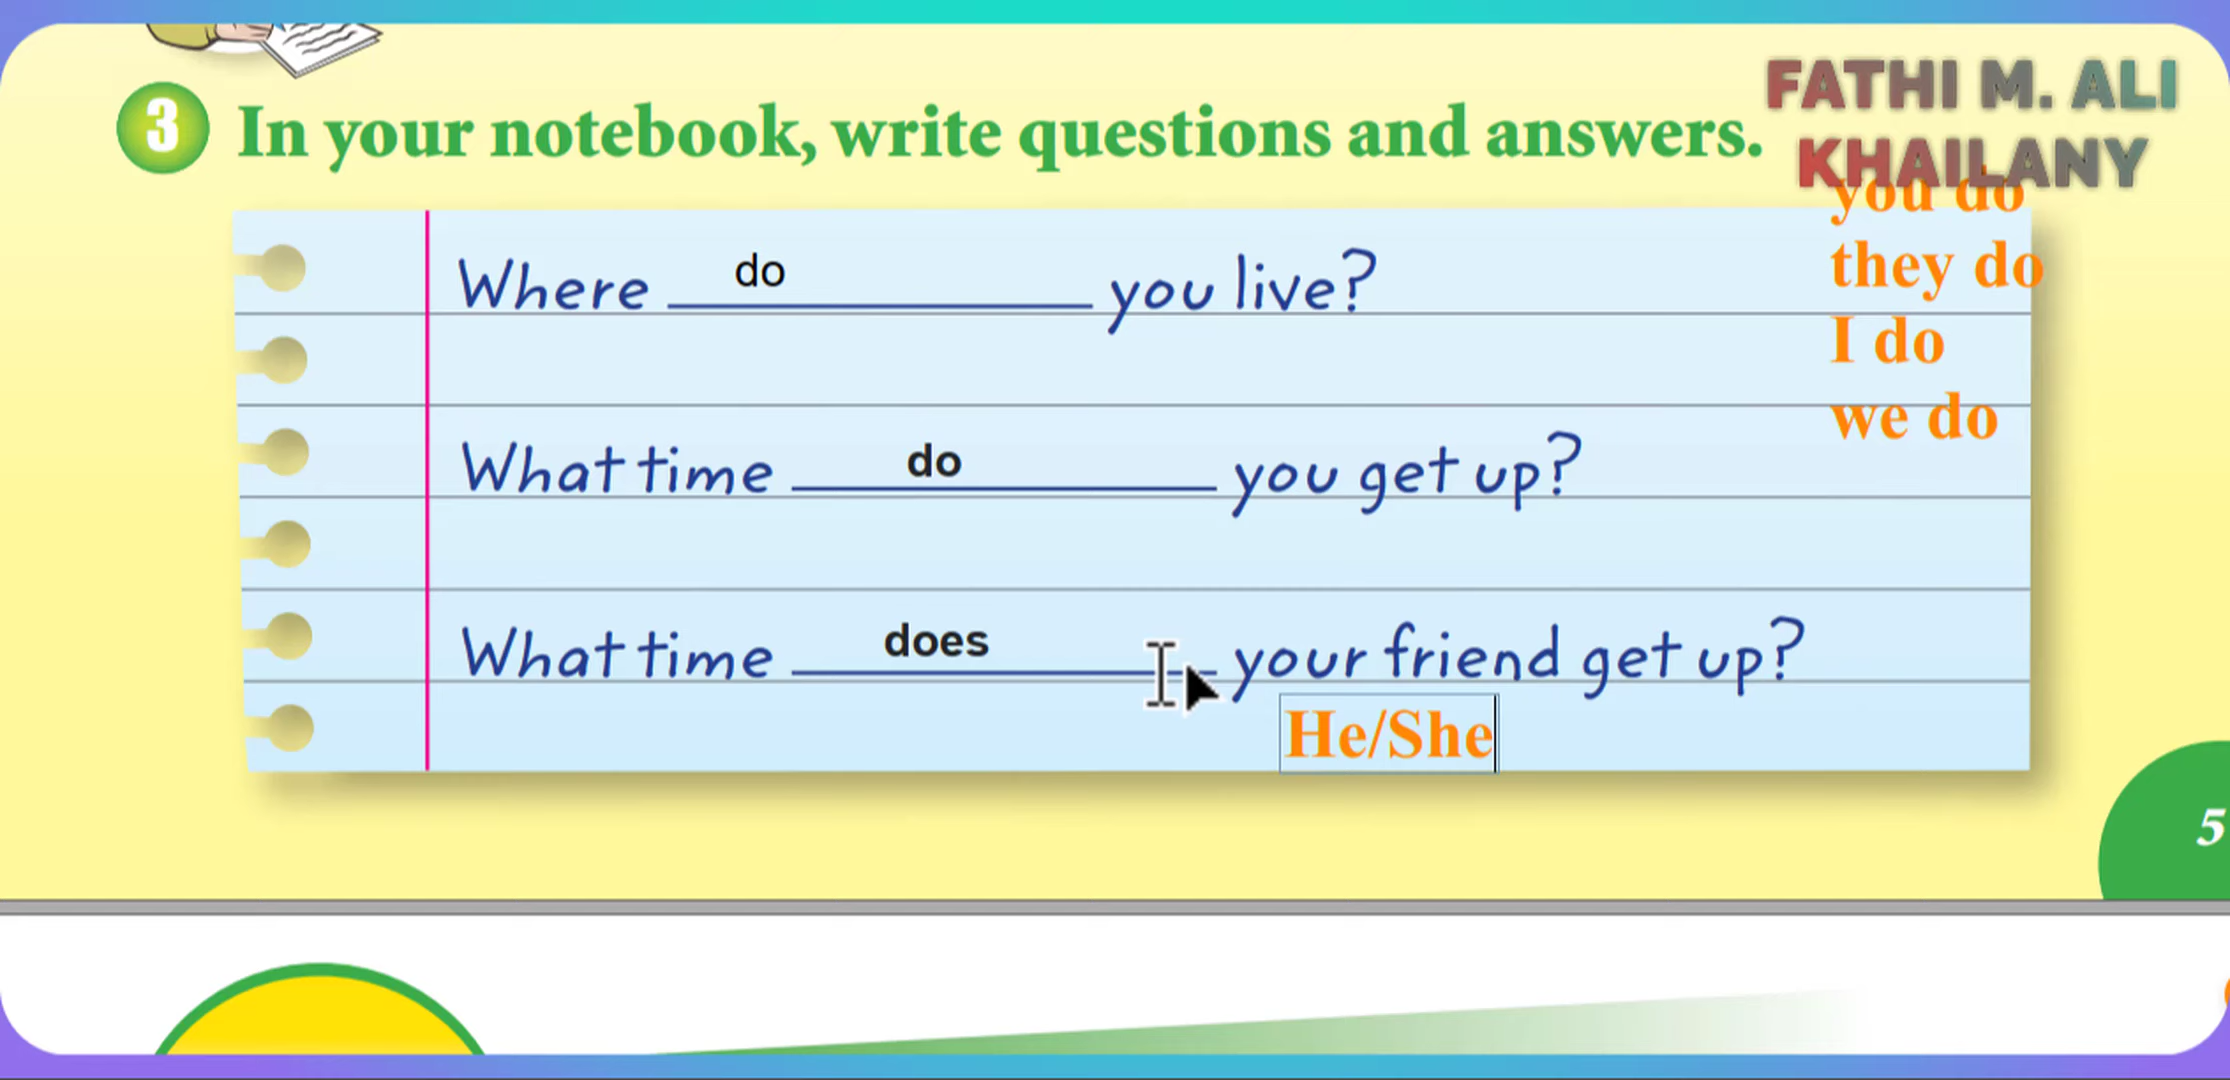 FATHI M. ALI
KHAILANY
3 In your notebook, write questions and answers.
you do
they do
I do
we do
Where do you live?
What time do you get up?
What time does your friend get up?
He/She
5